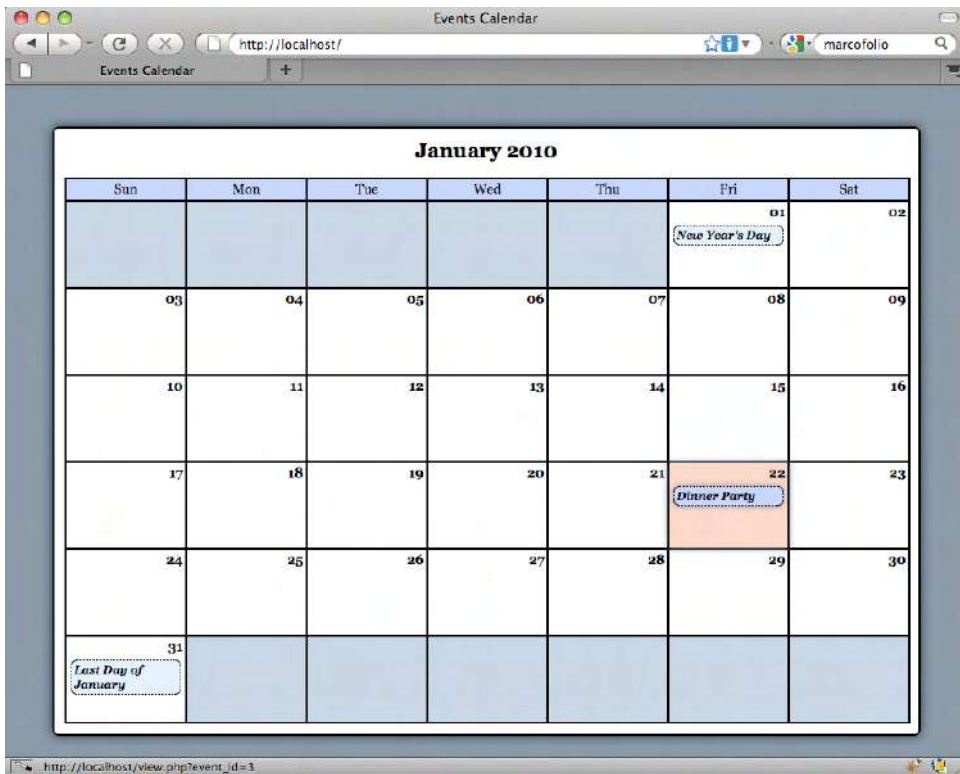 Events Calendar
http://localhost/
marcofolio
Events Calendar
+
January 2010
Sun Mon Tue Wed Thu Fri Sat
01 02
New Year's Day
03 04 05 06 07 08 09
10 11 12 13 14 15 16
17 18 19 20 21 22 23
Dinner Party
24 25 26 27 28 29 30
31
Last Day of
January
http://localhost/view.php?event_id=3